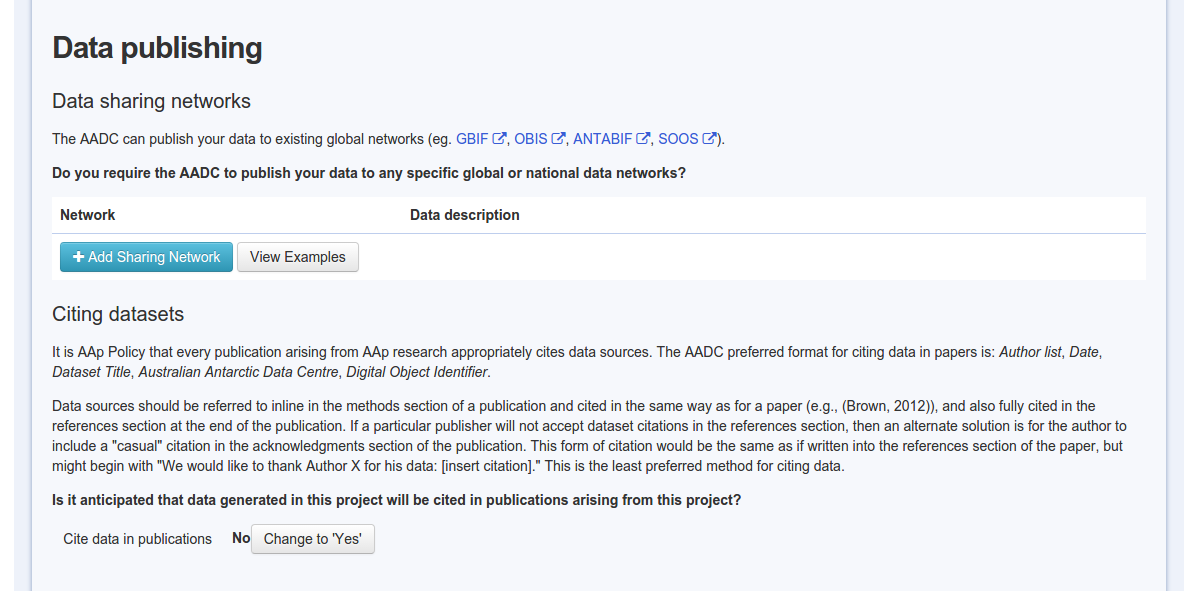 Data publishing
Data sharing networks
The AADC can publish your data to existing global networks (eg. GBIF, OBIS, ANTABIF, SOOS).
Do you require the AADC to publish your data to any specific global or national data networks?
Network Data description
+ Add Sharing Network View Examples
Citing datasets
It is AAp Policy that every publication arising from AAp research appropriately cites data sources. The AADC preferred format for citing data in papers is: Author list, Date,
Dataset Title, Australian Antarctic Data Centre, Digital Object Identifier.
Data sources should be referred to inline in the methods section of a publication and cited in the same way as for a paper (e.g., (Brown, 2012)), and also fully cited in the
references section at the end of the publication. If a particular publisher will not accept dataset citations in the references section, then an alternate solution is for the author to
include a "casual" citation in the acknowledgments section of the publication. This form of citation would be the same as if written into the references section of the paper, but
might begin with "We would like to thank Author X for his data: [insert citation]." This is the least preferred method for citing data.
Is it anticipated that data generated in this project will be cited in publications arising from this project?
Cite data in publications No Change to 'Yes'